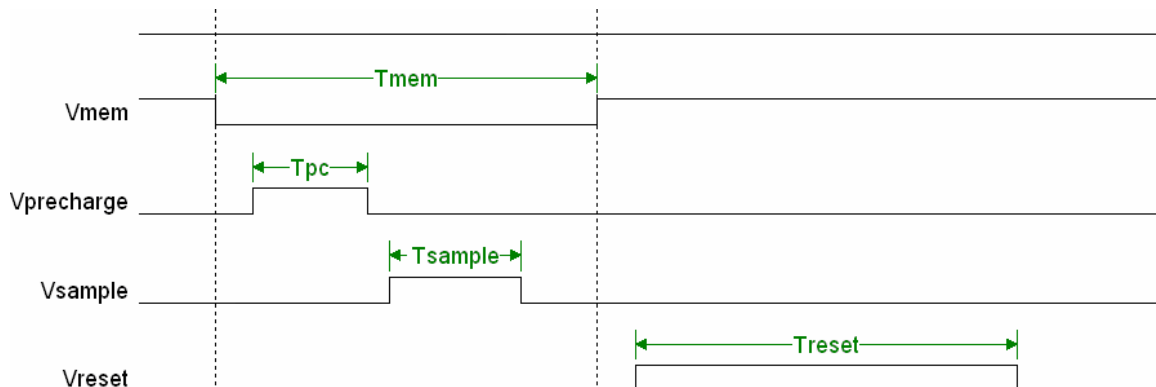 Tmem
Vmem
Tpc
Vprecharge
Tsample
Vsample
Treset
Vreset